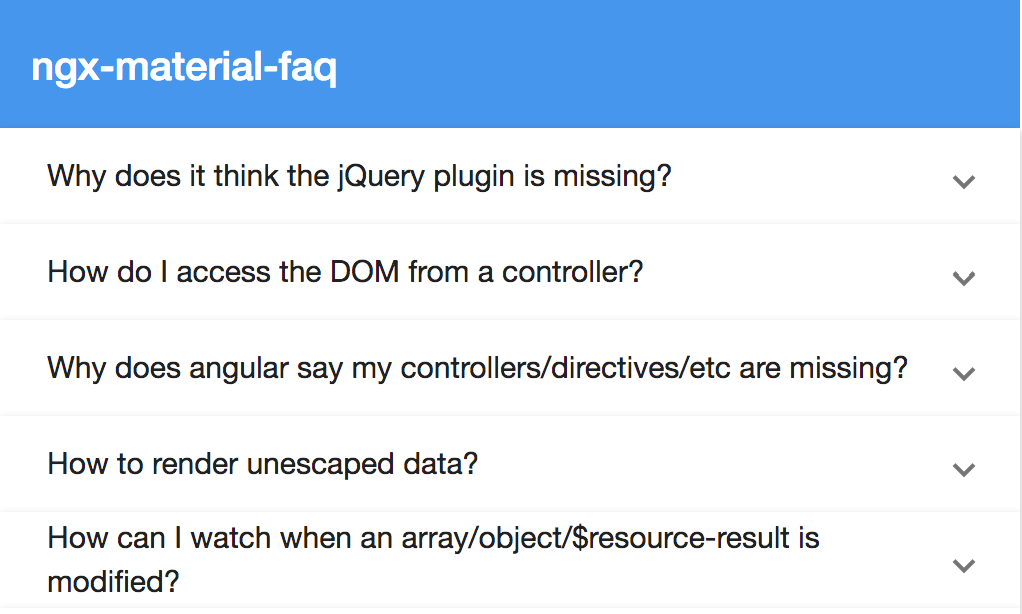 ngx-material-faq
Why does it think the jQuery plugin is missing?
How do I access the DOM from a controller?
Why does angular say my controllers/directives/etc are missing?
How to render unescaped data?
How can I watch when an array/object/$resource-result is
modified?